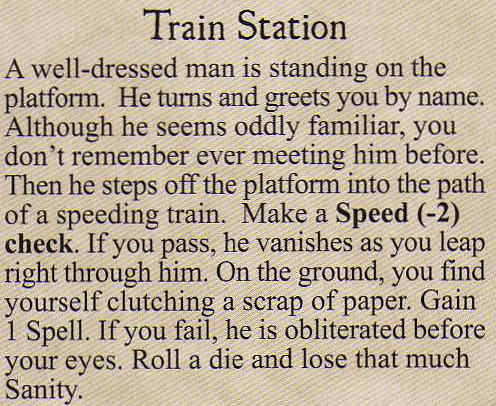 Train Station
A well-dressed man is standing on the
platform.  He turns and greets you by name.
Although he seems oddly familiar, you
don't remember ever meeting him before.
Then he steps off the platform into the path
of a speeding train.  Make a Speed (-2)
check. If you pass, he vanishes as you leap
right through him. On the ground, you find
yourself clutching a scrap of paper. Gain
1 Spell. If you fail, he is obliterated before
your eyes. Roll a die and lose that much
Sanity.